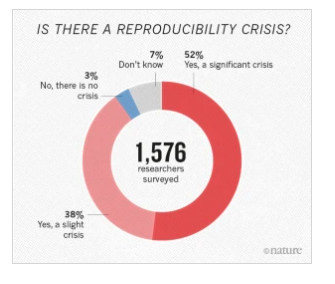 IS THERE A REPRODUCIBILITY CRISIS?
7%
Don't know
52%
Yes, a significant crisis
3%
No, there is no
crisis
1,576
researchers
surveyed
38%
Yes, a slight
crisis
©nature